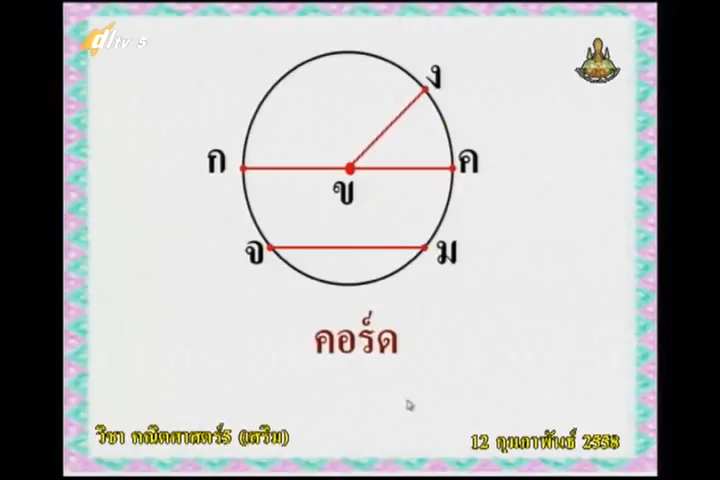 dltv 5
ง
ก
ค
ข
จ
ม
คอร์ด
วิชา คณิตศาสตร์5 (เสริม)
12 กุมภาพันธ์ 2558